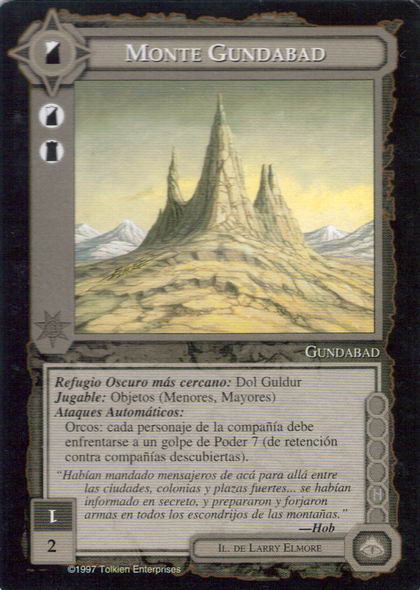 MONTE GUNDABAD
GUNDABAD
Refugio Oscuro más cercano: Dol Guldur
Jugable: Objetos (Menores, Mayores)
Ataques Automáticos:
Orcos: cada personaje de la compañía debe
enfrentarse a un golpe de Poder 7 (de retención
contra compañías descubiertas).
“Habían mandado mensajeros de acá para allá entre
las ciudades, colonias y plazas fuertes... se habían
informado en secreto, y prepararon y forjaron
armas en todos los escondrijos de las montañas.”
—Hob
2
IL. DE LARRY ELMORE
©1997 Tolkien Enterprises